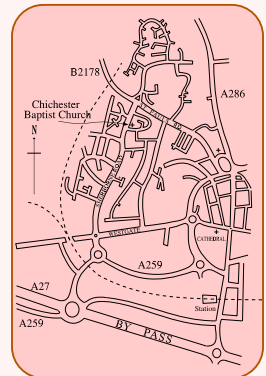 B2178
A286
Chichester
Baptist Church
N
WESTGATE
CATHEDRAL
A259
A27
Station
A259
BY PASS